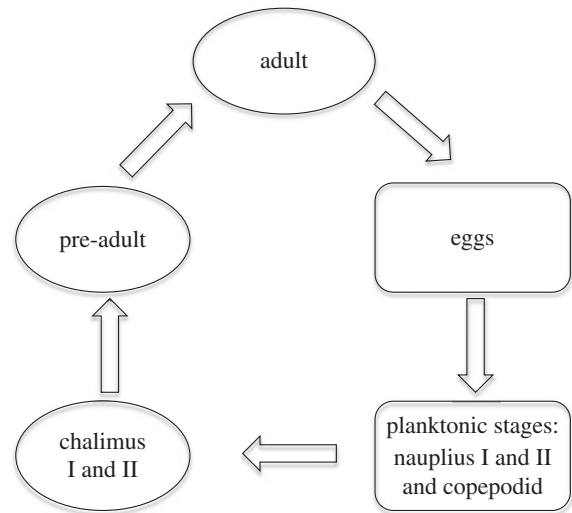 adult
eggs
planktonic stages:
nauplius I and II
and copepodid
chalimus
I and II
pre-adult